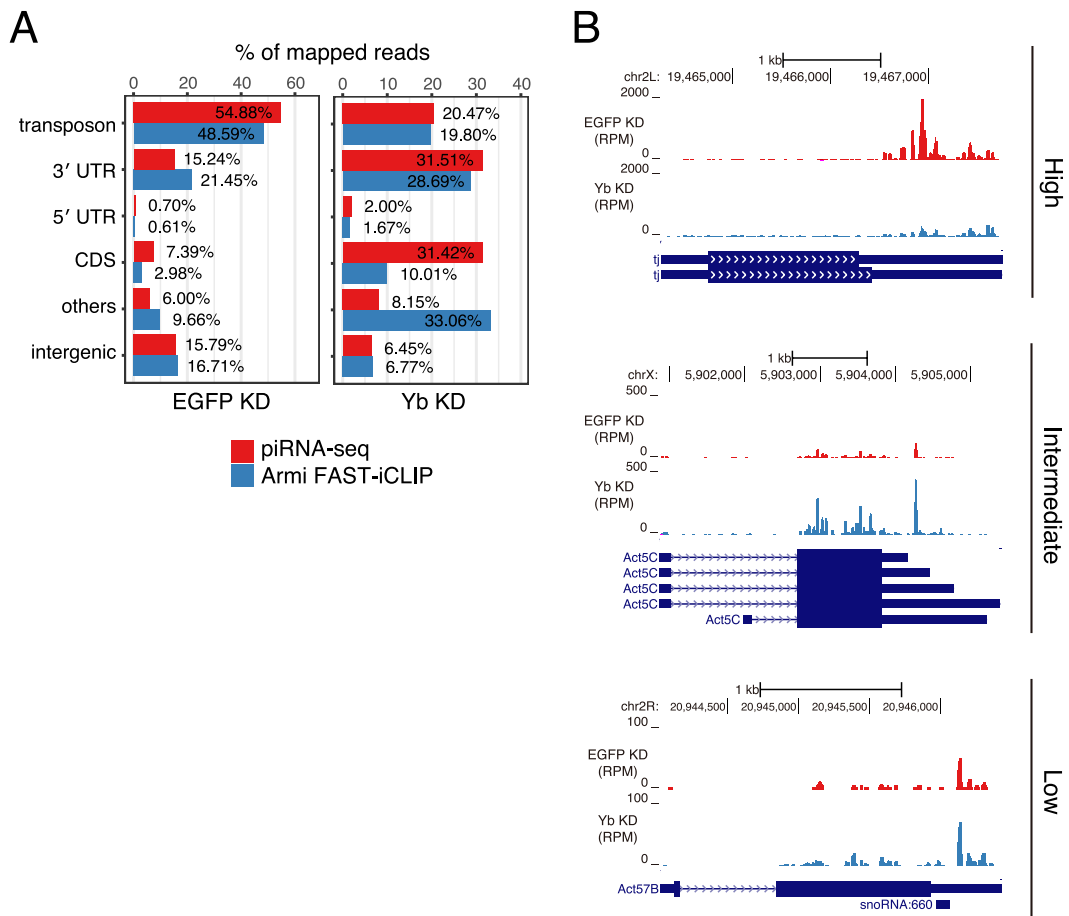 A
% of mapped reads
0 20 40 60
0 10 20 30 40
transposon 54.88% 20.47%
48.59% 19.80%
3′ UTR 15.24% 31.51%
21.45% 28.69%
5′ UTR 0.70% 2.00%
0.61% 1.67%
CDS 7.39% 31.42%
2.98% 10.01%
others 6.00% 8.15%
9.66% 33.06%
intergenic 15.79% 6.45%
16.71% 6.77%
EGFP KD Yb KD
piRNA-seq
Armi FAST-iCLIP
B
1 kb
chr2L: 19,465,000 19,466,000 19,467,000
2000
EGFP KD
(RPM)
0
2000
Yb KD
(RPM)
0
tj
tj
High
1 kb
chrX: 5,902,000 5,903,000 5,904,000 5,905,000
500
EGFP KD
(RPM)
0
500
Yb KD
(RPM)
0
Act5C
Act5C
Act5C
Act5C
Act5C
Intermediate
1 kb
chr2R: 20,944,500 20,945,000 20,945,500 20,946,000
100
EGFP KD
(RPM)
0
100
Yb KD
(RPM)
0
Act57B
snoRNA:660
Low